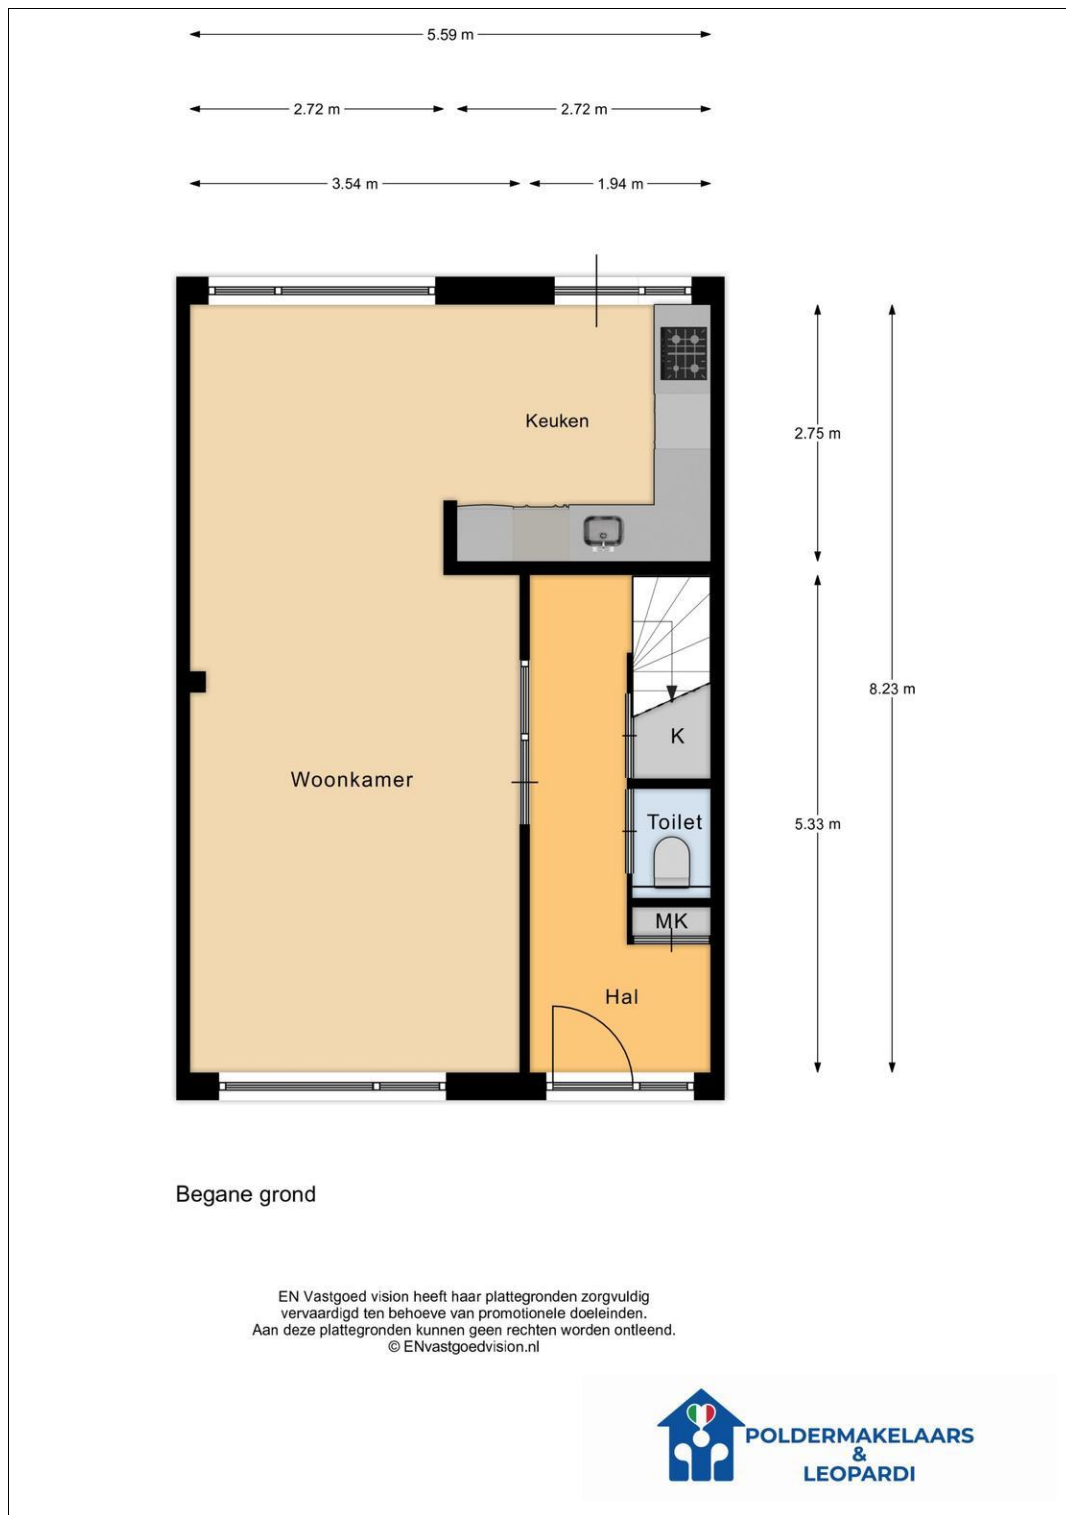 5.59 m
2.72 m
2.72 m
3.54 m
1.94 m
Keuken
2.75 m
8.23 m
K
Woonkamer
Toilet
5.33 m
MK
Hal
Begane grond
EN Vastgoed vision heeft haar plattegronden zorgvuldig
vervaardigd ten behoeve van promotionele doeleinden.
Aan deze plattegronden kunnen geen rechten worden ontleend.
© ENvastgoedvision.nl
POLDERMAKELAARS
&
LEOPARDI